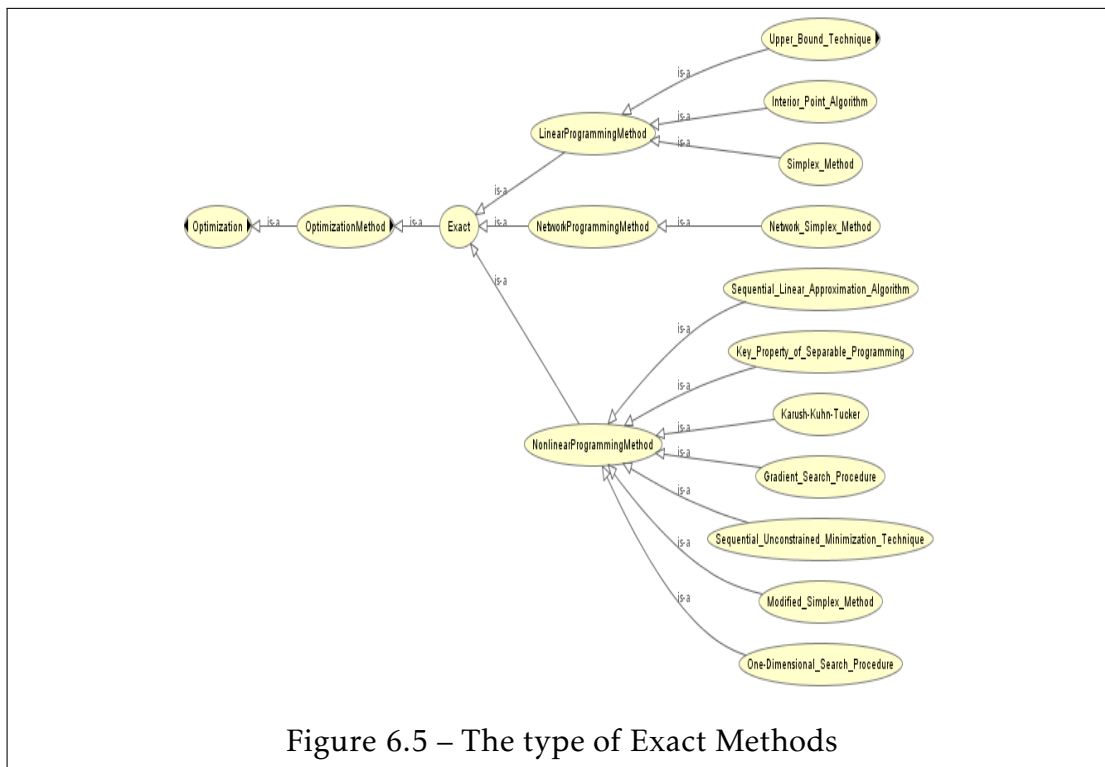 Upper_Bound_Technique
is-a
Interior_Point_Algorithm
is-a
LinearProgrammingMethod
is-a
Simplex_Method
is-a
Optimization
is-a
OptimizationMethod
is-a
Exact
is-a
NetworkProgrammingMethod
is-a
Network_Simplex_Method
is-a
Sequential_Linear_Approximation_Algorithm
is-a
Key_Property_of_Separable_Programming
is-a
Karush-Kuhn-Tucker
is-a
NonlinearProgrammingMethod
is-a
Gradient_Search_Procedure
is-a
Sequential_Unconstrained_Minimization_Technique
is-a
Modified_Simplex_Method
is-a
One-Dimensional_Search_Procedure
Figure 6.5 – The type of Exact Methods